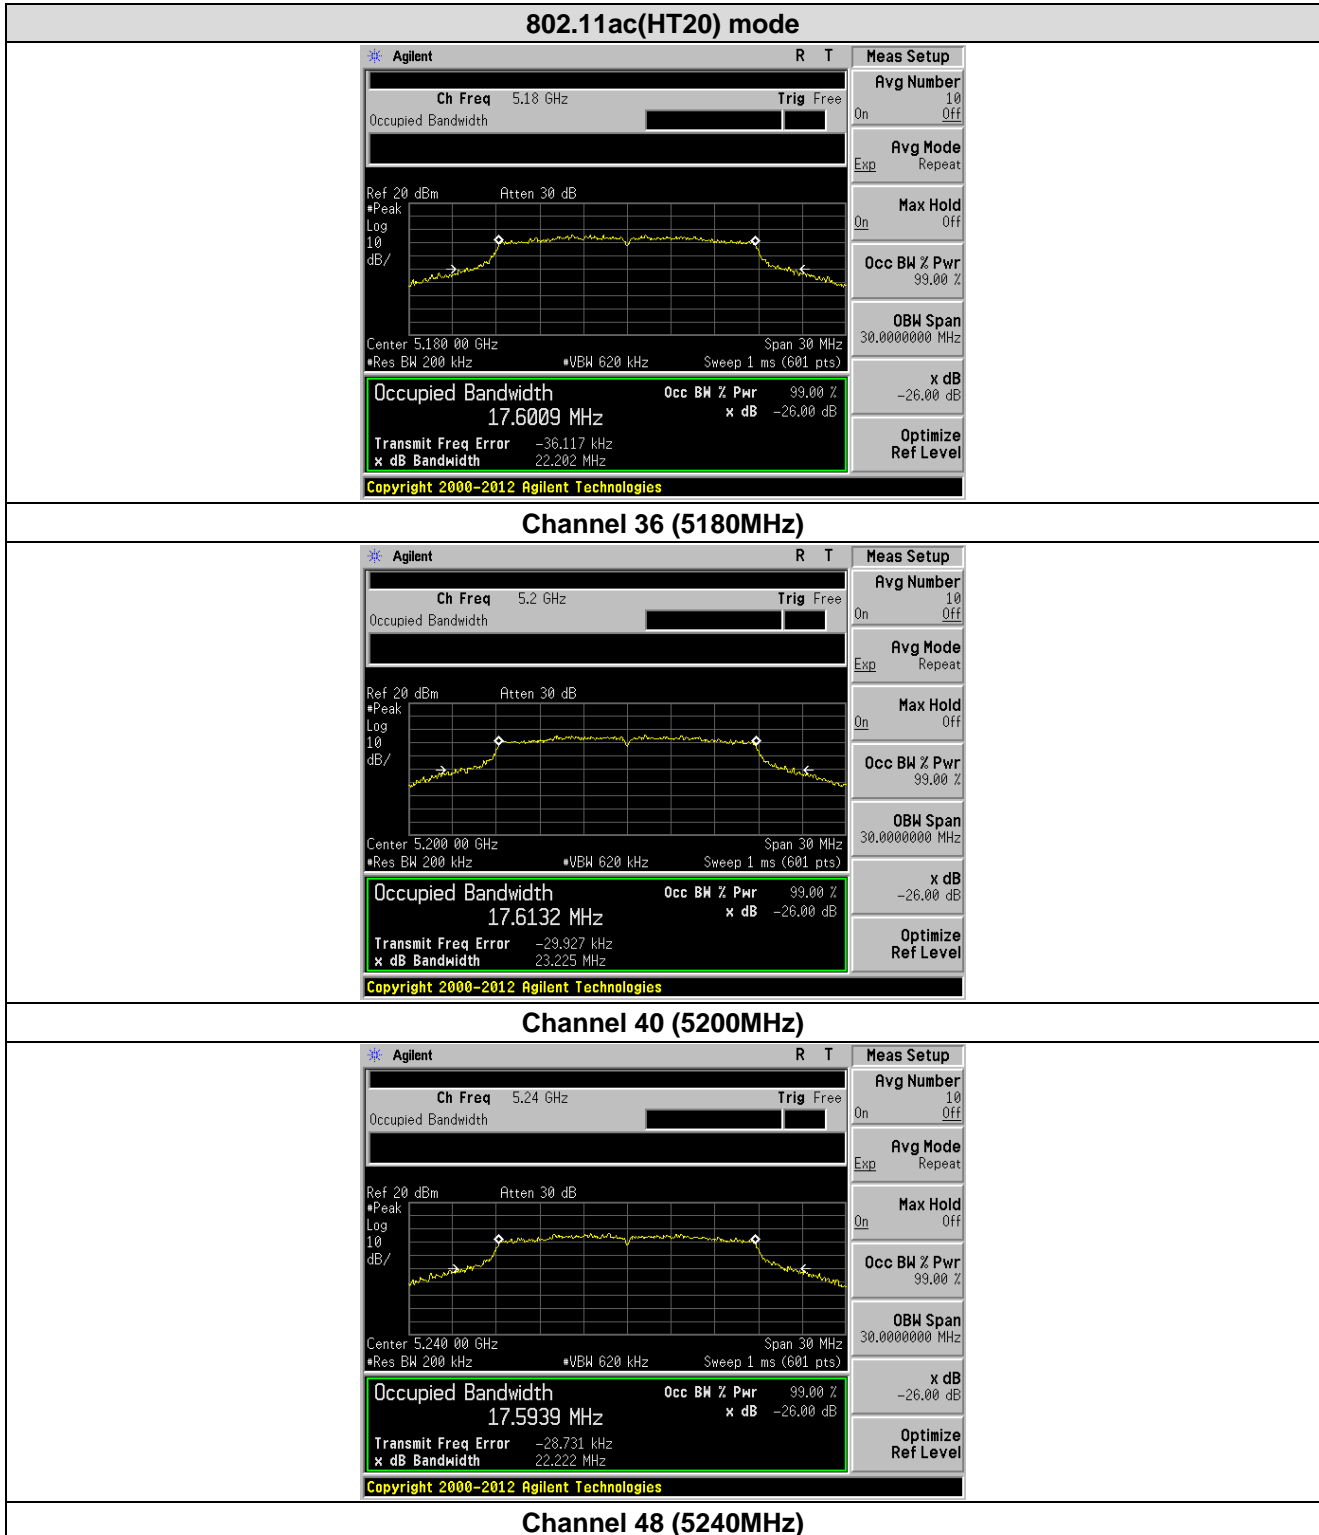 802.11ac(HT20) mode
Agilent R T Meas Setup
Ch Freq 5.18 GHz Trig Free
Occupied Bandwidth
Avg Number
10
On Off
Avg Mode
Exp Repeat
Ref 20 dBm Atten 30 dB
#Peak
Log
10
dB/
Max Hold
On Off
Occ BW % Pwr
99.00 %
OBW Span
30.0000000 MHz
Center 5.180 00 GHz Span 30 MHz
#Res BW 200 kHz #VBW 620 kHz Sweep 1 ms (601 pts)
x dB
-26.00 dB
Occupied Bandwidth Occ BW % Pwr 99.00 %
17.6009 MHz x dB -26.00 dB
Transmit Freq Error -36.117 kHz
x dB Bandwidth 22.202 MHz
Optimize
Ref Level
Copyright 2000-2012 Agilent Technologies
Channel 36 (5180MHz)
Agilent R T Meas Setup
Ch Freq 5.2 GHz Trig Free
Occupied Bandwidth
Avg Number
10
On Off
Avg Mode
Exp Repeat
Ref 20 dBm Atten 30 dB
#Peak
Log
10
dB/
Max Hold
On Off
Occ BW % Pwr
99.00 %
OBW Span
30.0000000 MHz
Center 5.200 00 GHz Span 30 MHz
#Res BW 200 kHz #VBW 620 kHz Sweep 1 ms (601 pts)
x dB
-26.00 dB
Occupied Bandwidth Occ BW % Pwr 99.00 %
17.6132 MHz x dB -26.00 dB
Transmit Freq Error -29.927 kHz
x dB Bandwidth 23.225 MHz
Optimize
Ref Level
Copyright 2000-2012 Agilent Technologies
Channel 40 (5200MHz)
Agilent R T Meas Setup
Ch Freq 5.24 GHz Trig Free
Occupied Bandwidth
Avg Number
10
On Off
Avg Mode
Exp Repeat
Ref 20 dBm Atten 30 dB
#Peak
Log
10
dB/
Max Hold
On Off
Occ BW % Pwr
99.00 %
OBW Span
30.0000000 MHz
Center 5.240 00 GHz Span 30 MHz
#Res BW 200 kHz #VBW 620 kHz Sweep 1 ms (601 pts)
x dB
-26.00 dB
Occupied Bandwidth Occ BW % Pwr 99.00 %
17.5939 MHz x dB -26.00 dB
Transmit Freq Error -28.731 kHz
x dB Bandwidth 22.222 MHz
Optimize
Ref Level
Copyright 2000-2012 Agilent Technologies
Channel 48 (5240MHz)